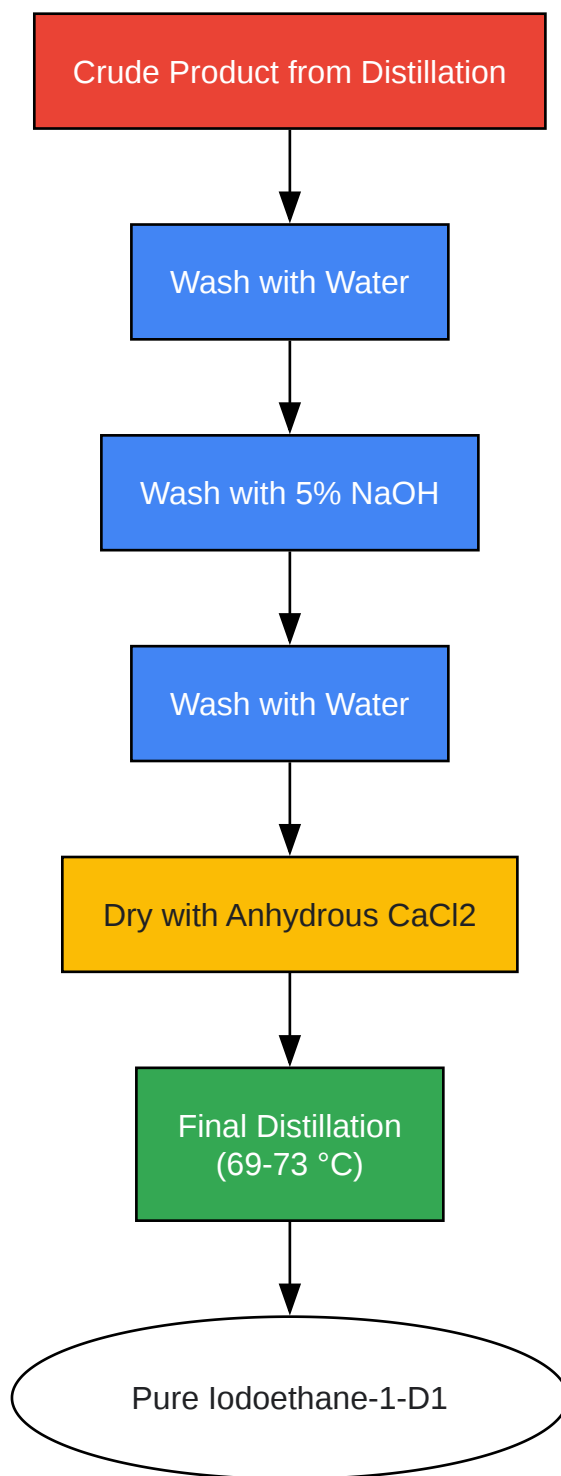 Crude Product from Distillation
Wash with Water
Wash with 5% NaOH
Wash with Water
Dry with Anhydrous CaCl2
Final Distillation
(69-73 °C)
Pure Iodoethane-1-D1